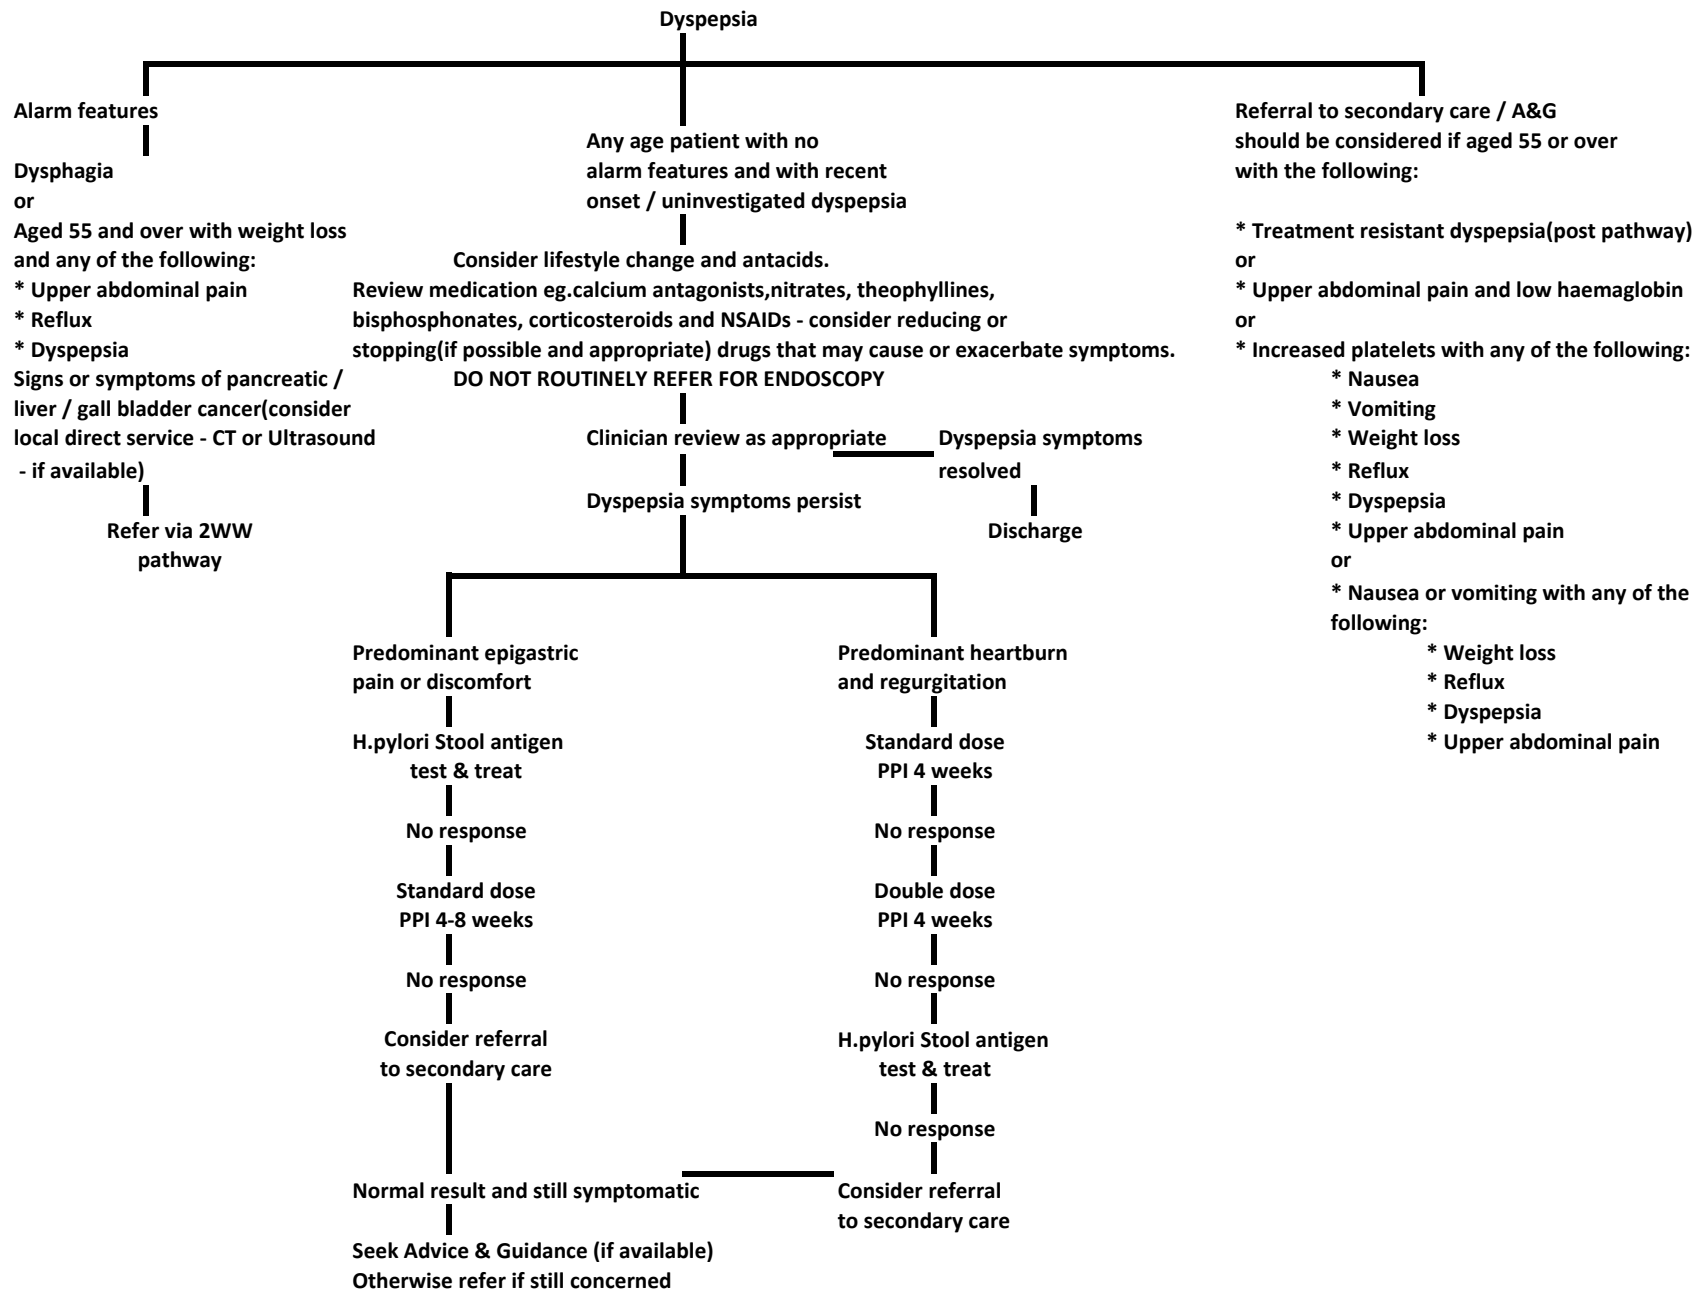 Dyspepsia
Alarm features
Dysphagia
or
Aged 55 and over with weight loss
and any of the following:
* Upper abdominal pain
* Reflux
* Dyspepsia
Signs or symptoms of pancreatic /
liver / gall bladder cancer(consider
local direct service - CT or Ultrasound
- if available)
Refer via 2WW
pathway
Any age patient with no
alarm features and with recent
onset / uninvestigated dyspepsia
Consider lifestyle change and antacids.
Review medication eg.calcium antagonists,nitrates, theophyllines,
bisphosphonates, corticosteroids and NSAIDs - consider reducing or
stopping(if possible and appropriate) drugs that may cause or exacerbate symptoms.
DO NOT ROUTINELY REFER FOR ENDOSCOPY
Clinician review as appropriate
Dyspepsia symptoms
resolved
Discharge
Dyspepsia symptoms persist
Predominant epigastric
pain or discomfort
H.pylori Stool antigen
test & treat
No response
Standard dose
PPI 4-8 weeks
No response
Consider referral
to secondary care
Predominant heartburn
and regurgitation
Standard dose
PPI 4 weeks
No response
Double dose
PPI 4 weeks
No response
H.pylori Stool antigen
test & treat
No response
Consider referral
to secondary care
Normal result and still symptomatic
Seek Advice & Guidance (if available)
Otherwise refer if still concerned
Referral to secondary care / A&G
should be considered if aged 55 or over
with the following:
* Treatment resistant dyspepsia(post pathway)
or
* Upper abdominal pain and low haemaglobin
or
* Increased platelets with any of the following:
* Nausea
* Vomiting
* Weight loss
* Reflux
* Dyspepsia
* Upper abdominal pain
or
* Nausea or vomiting with any of the
following:
* Weight loss
* Reflux
* Dyspepsia
* Upper abdominal pain